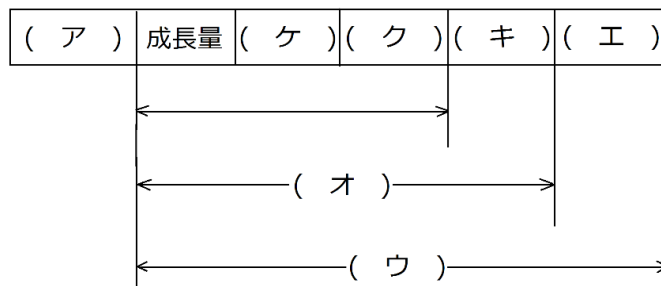 ( ア ) 成長量 ( ケ ) ( ク ) ( キ ) ( エ )
( オ )
( ウ )